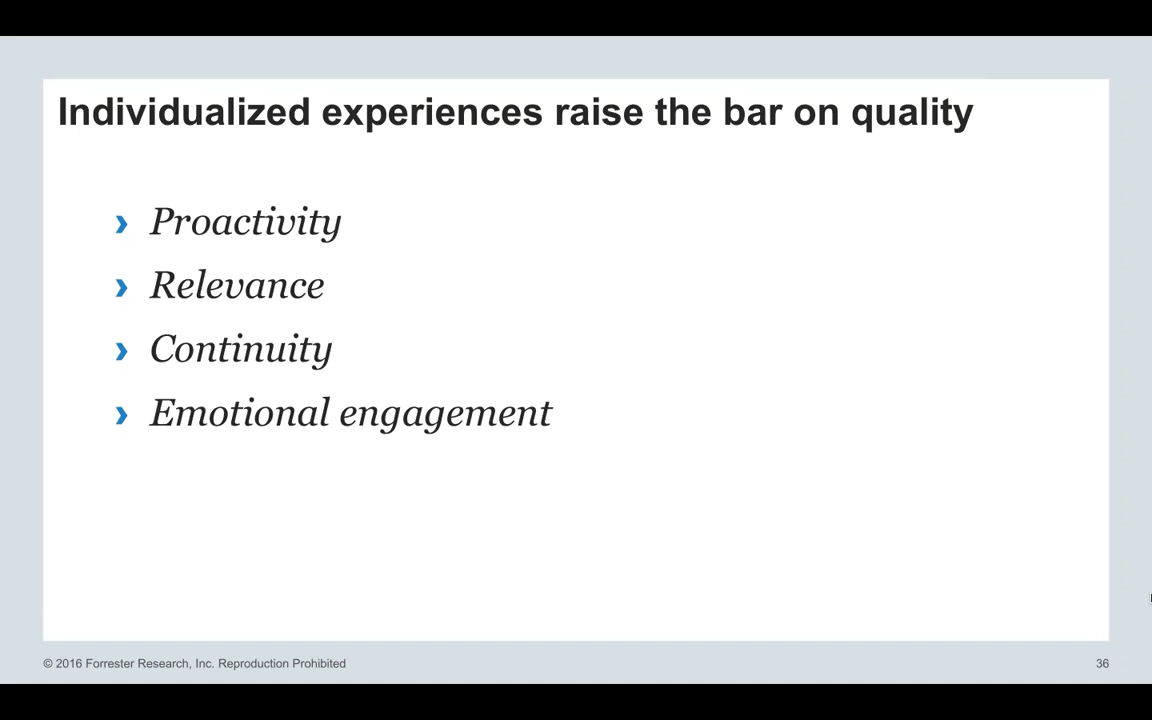 Individualized experiences raise the bar on quality
› Proactivity
› Relevance
› Continuity
› Emotional engagement
© 2016 Forrester Research, Inc. Reproduction Prohibited
36